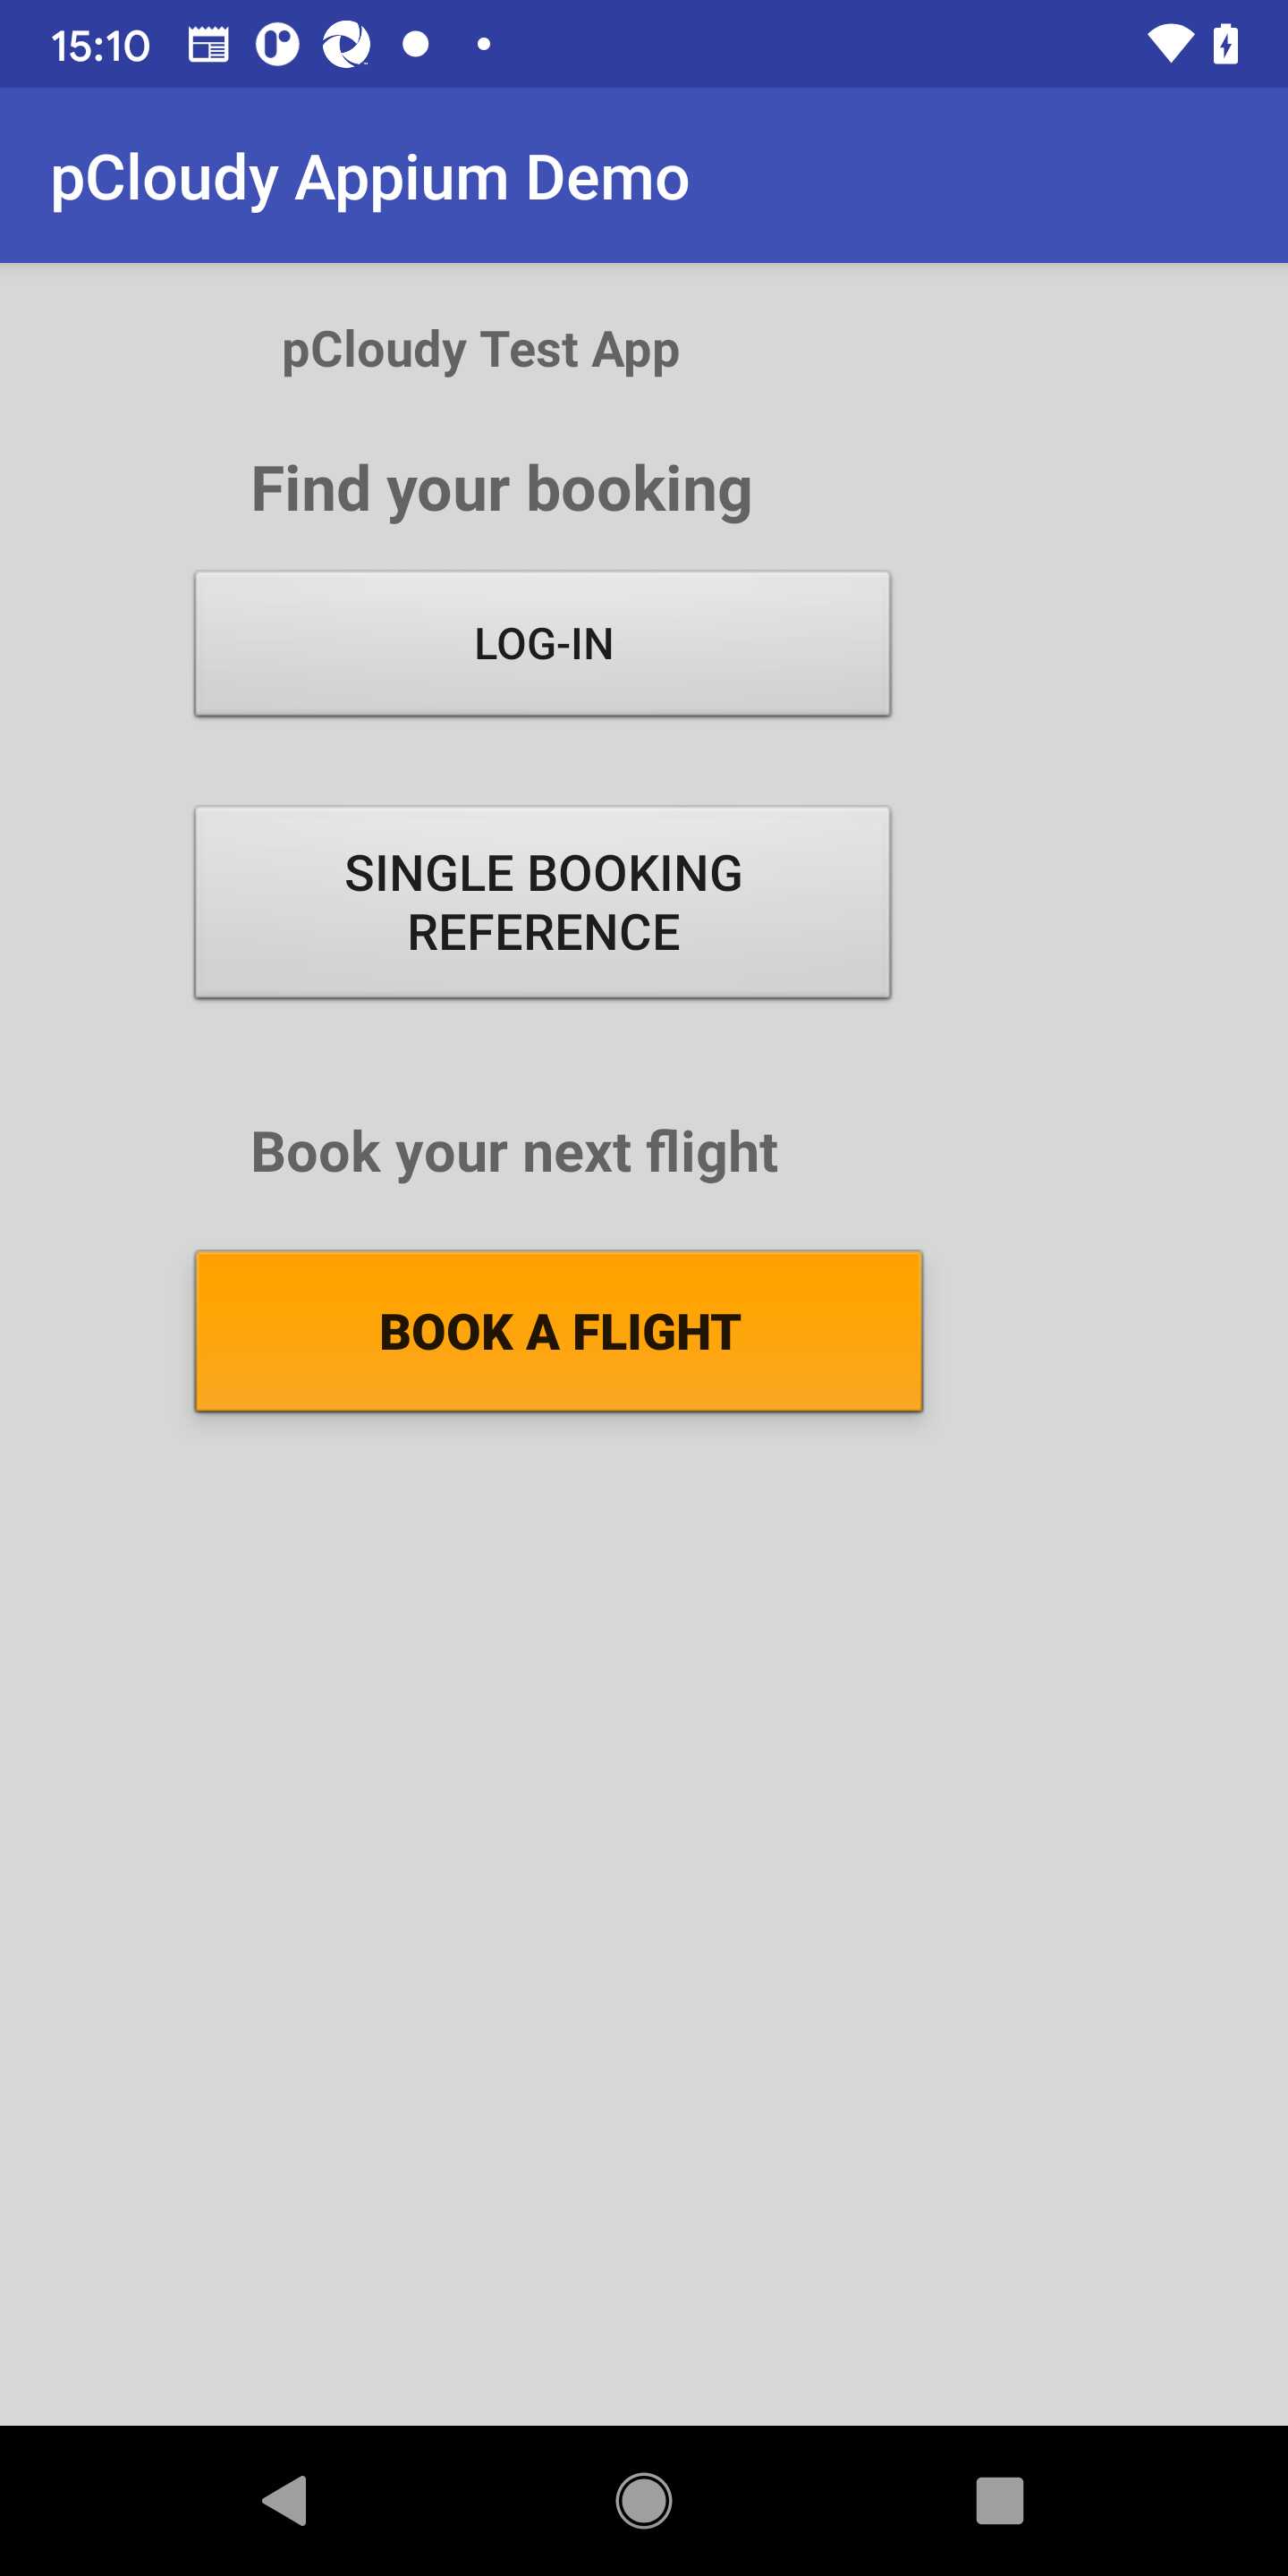 15:10
pCloudy Appium Demo
pCloudy Test App
Find your booking
LOG-IN
SINGLE BOOKING
REFERENCE
Book your next flight
BOOK A FLIGHT